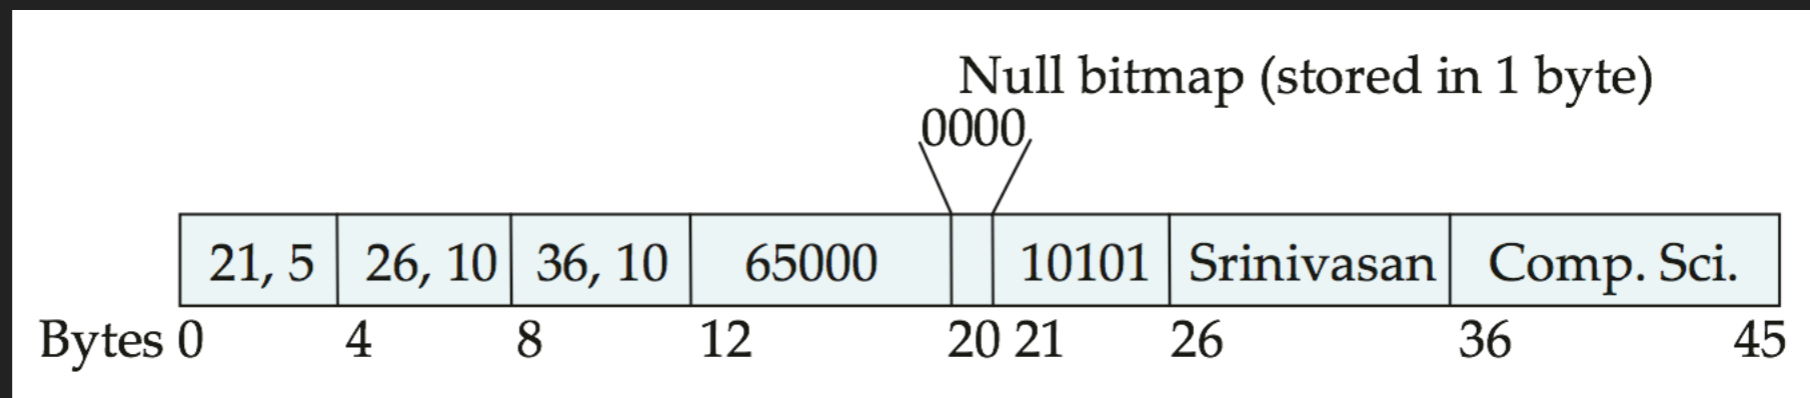 Null bitmap (stored in 1 byte)
0000
21, 5 26, 10 36, 10 65000 10101 Srinivasan Comp. Sci.
Bytes 0 4 8 12 20 21 26 36 45